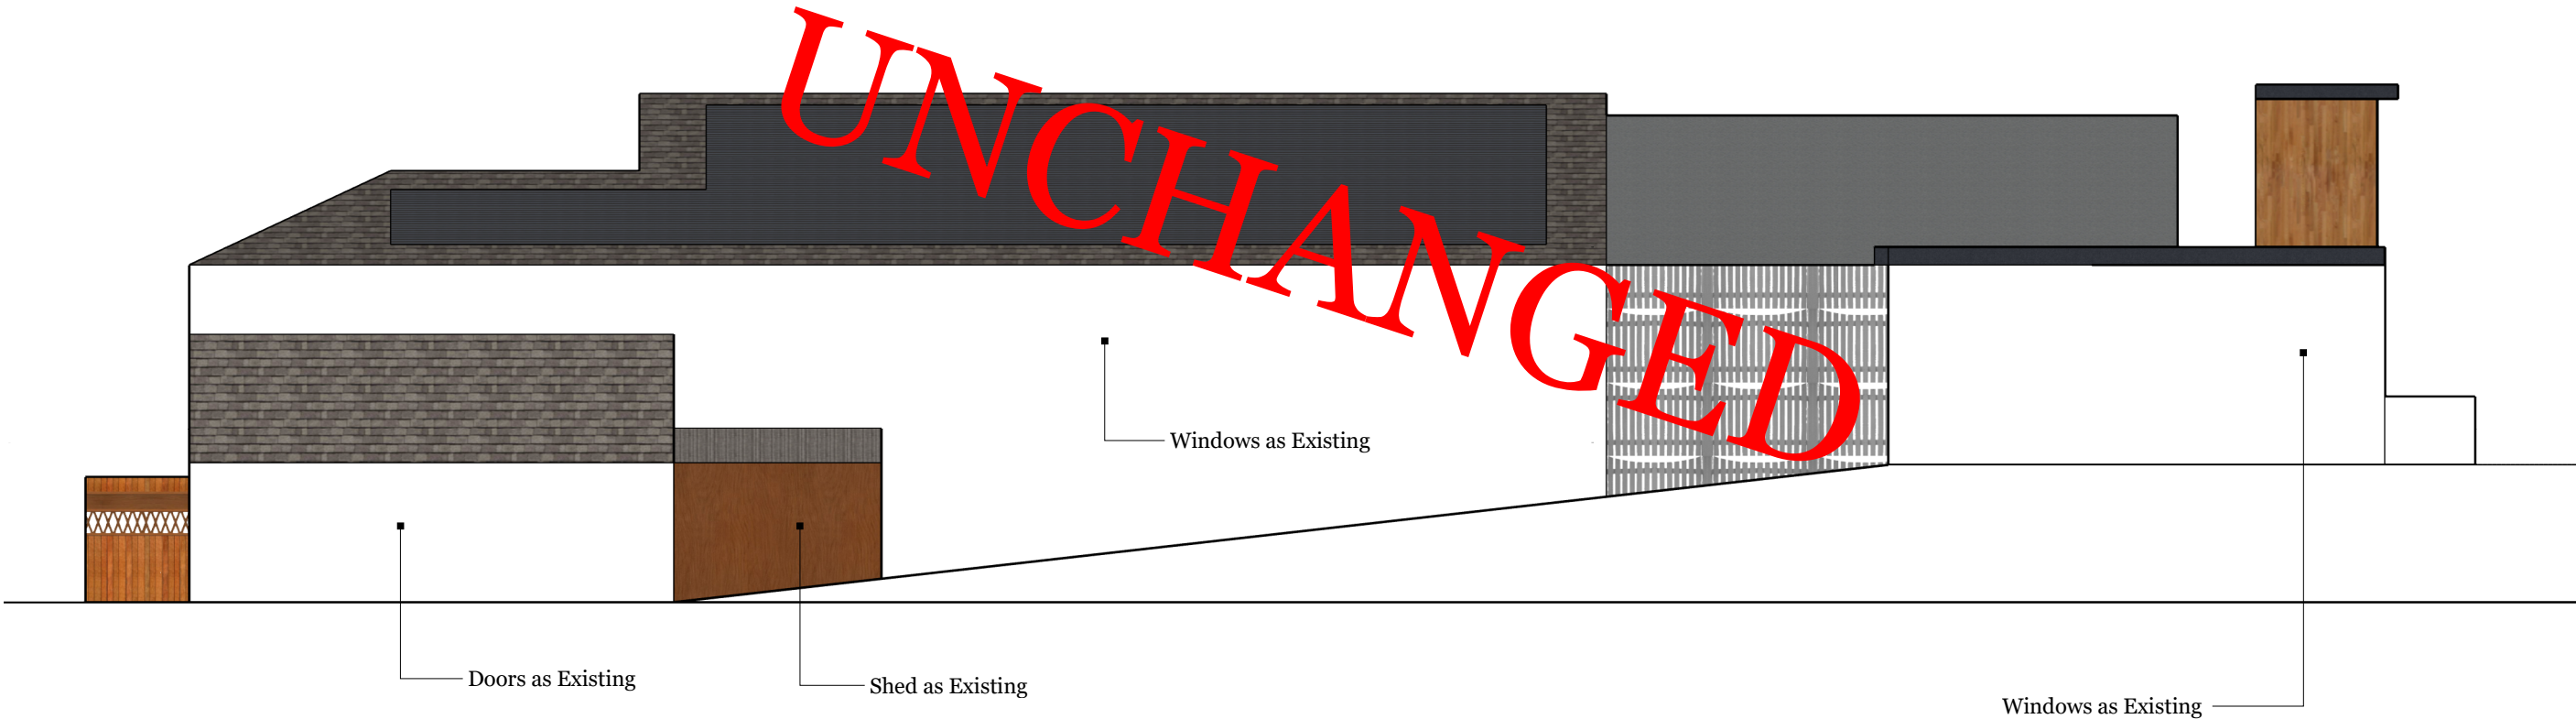 UNCHANGED
Windows as Existing
Doors as Existing
Shed as Existing
Windows as Existing